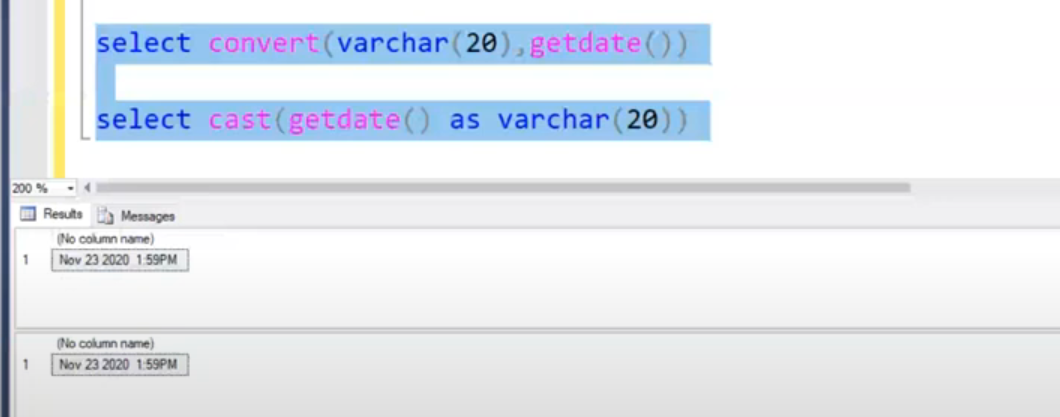 select convert(varchar(20),getdate())
select cast(getdate() as varchar(20))
200 %
Results Messages
(No column name)
1 Nov 23 2020 1:59PM
(No column name)
1 Nov 23 2020 1:59PM